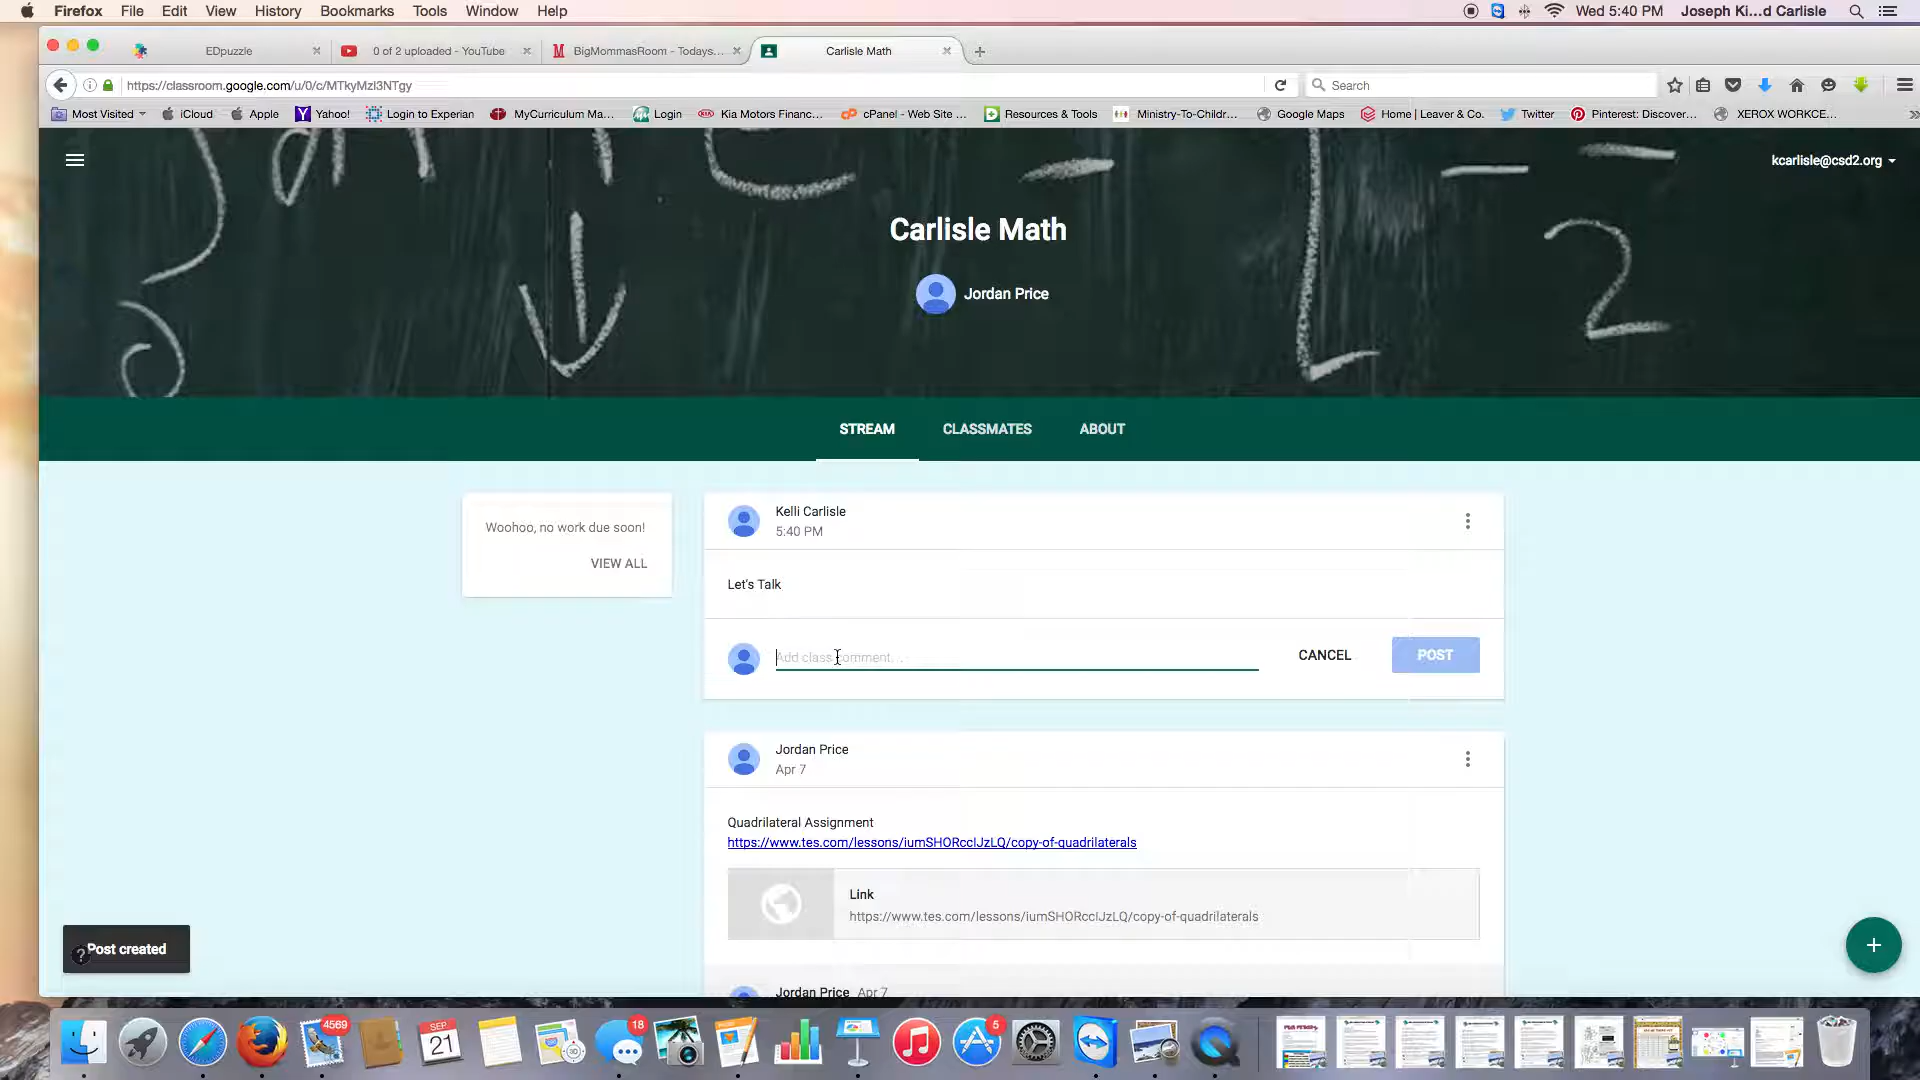 Firefox File Edit View History Bookmarks Tools Window Help Wed 5:40 PM Joseph Ki...d Carlisle
EDpuzzle 0 of 2 uploaded - YouTube BigMommasRoom - Todays... Carlisle Math
https://classroom.google.com/u/0/c/MTkyMzI3NTgy Search
Most Visited iCloud Apple Yahoo! Login to Experian MyCurriculum Ma... Login Kia Motors Financ... cPanel - Web Site ... Resources & Tools Ministry-To-Childr... Google Maps Home | Leaver & Co. Twitter Pinterest: Discover... XEROX WORKCE...
kcarlisle@csd2.org
Carlisle Math
2
Jordan Price
STREAM CLASSMATES ABOUT
Woohoo, no work due soon!
VIEW ALL
Kelli Carlisle
5:40 PM
Let's Talk
Add class comment...
CANCEL POST
Jordan Price
Apr 7
Quadrilateral Assignment
https://www.tes.com/lessons/iumSHORccIJzLQ/copy-of-quadrilaterals
Link
https://www.tes.com/lessons/iumSHORccIJzLQ/copy-of-quadrilaterals
Post created
Jordan Price Apr 7
4569
SEP
21
18
5